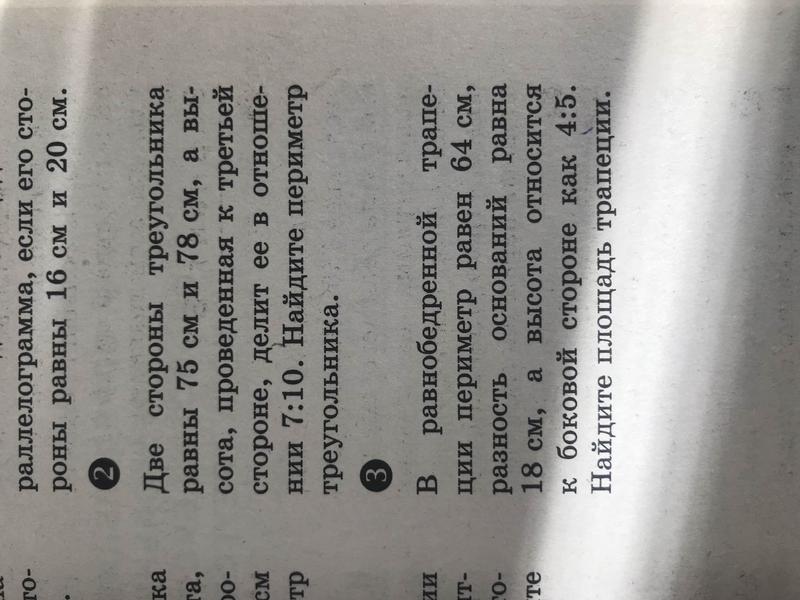 раллелограмма, если его сто-
роны равны 16 см и 20 см.
2
Две стороны треугольника
равны 75 см и 78 см, а вы-
сота, проведенная к третьей
стороне, делит ее в отноше-
нии 7:10. Найдите периметр
треугольника.
3
В равнобедренной трапе-
ции периметр равен 64 см,
разность оснований равна
18 см, а высота относится
к боковой стороне как 4:5.
Найдите площадь трапеции.